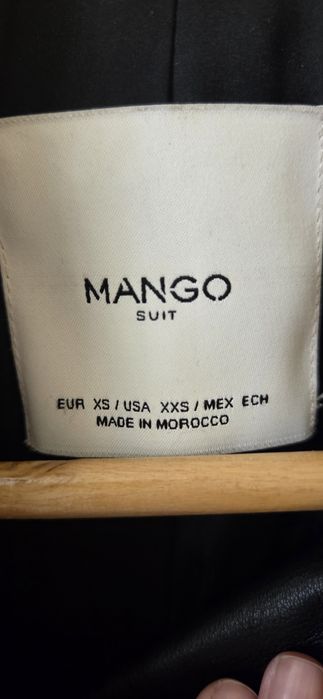 MANGO
SUIT
EUR XS / USA XXS / MEX ECH
MADE IN MOROCCO